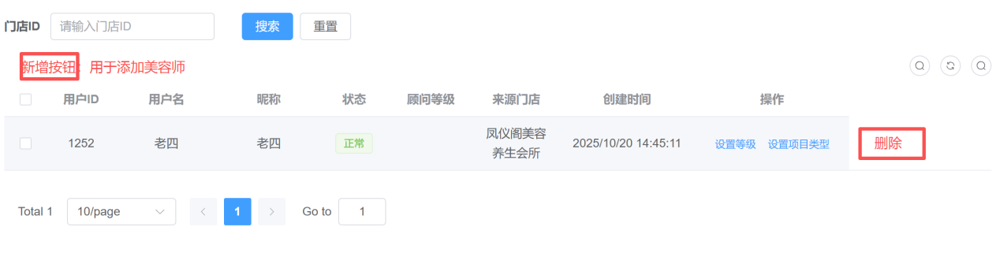 门店ID 请输入门店ID 搜索 重置
新增按钮：用于添加美容师
用户ID 用户名 昵称 状态 顾问等级 来源门店 创建时间 操作
1252 老四 老四 正常 凤仪阁美容 2025/10/20 14:45:11 设置等级 设置项目类型 删除
养生会所
Total 1 10/page < 1 > Go to 1